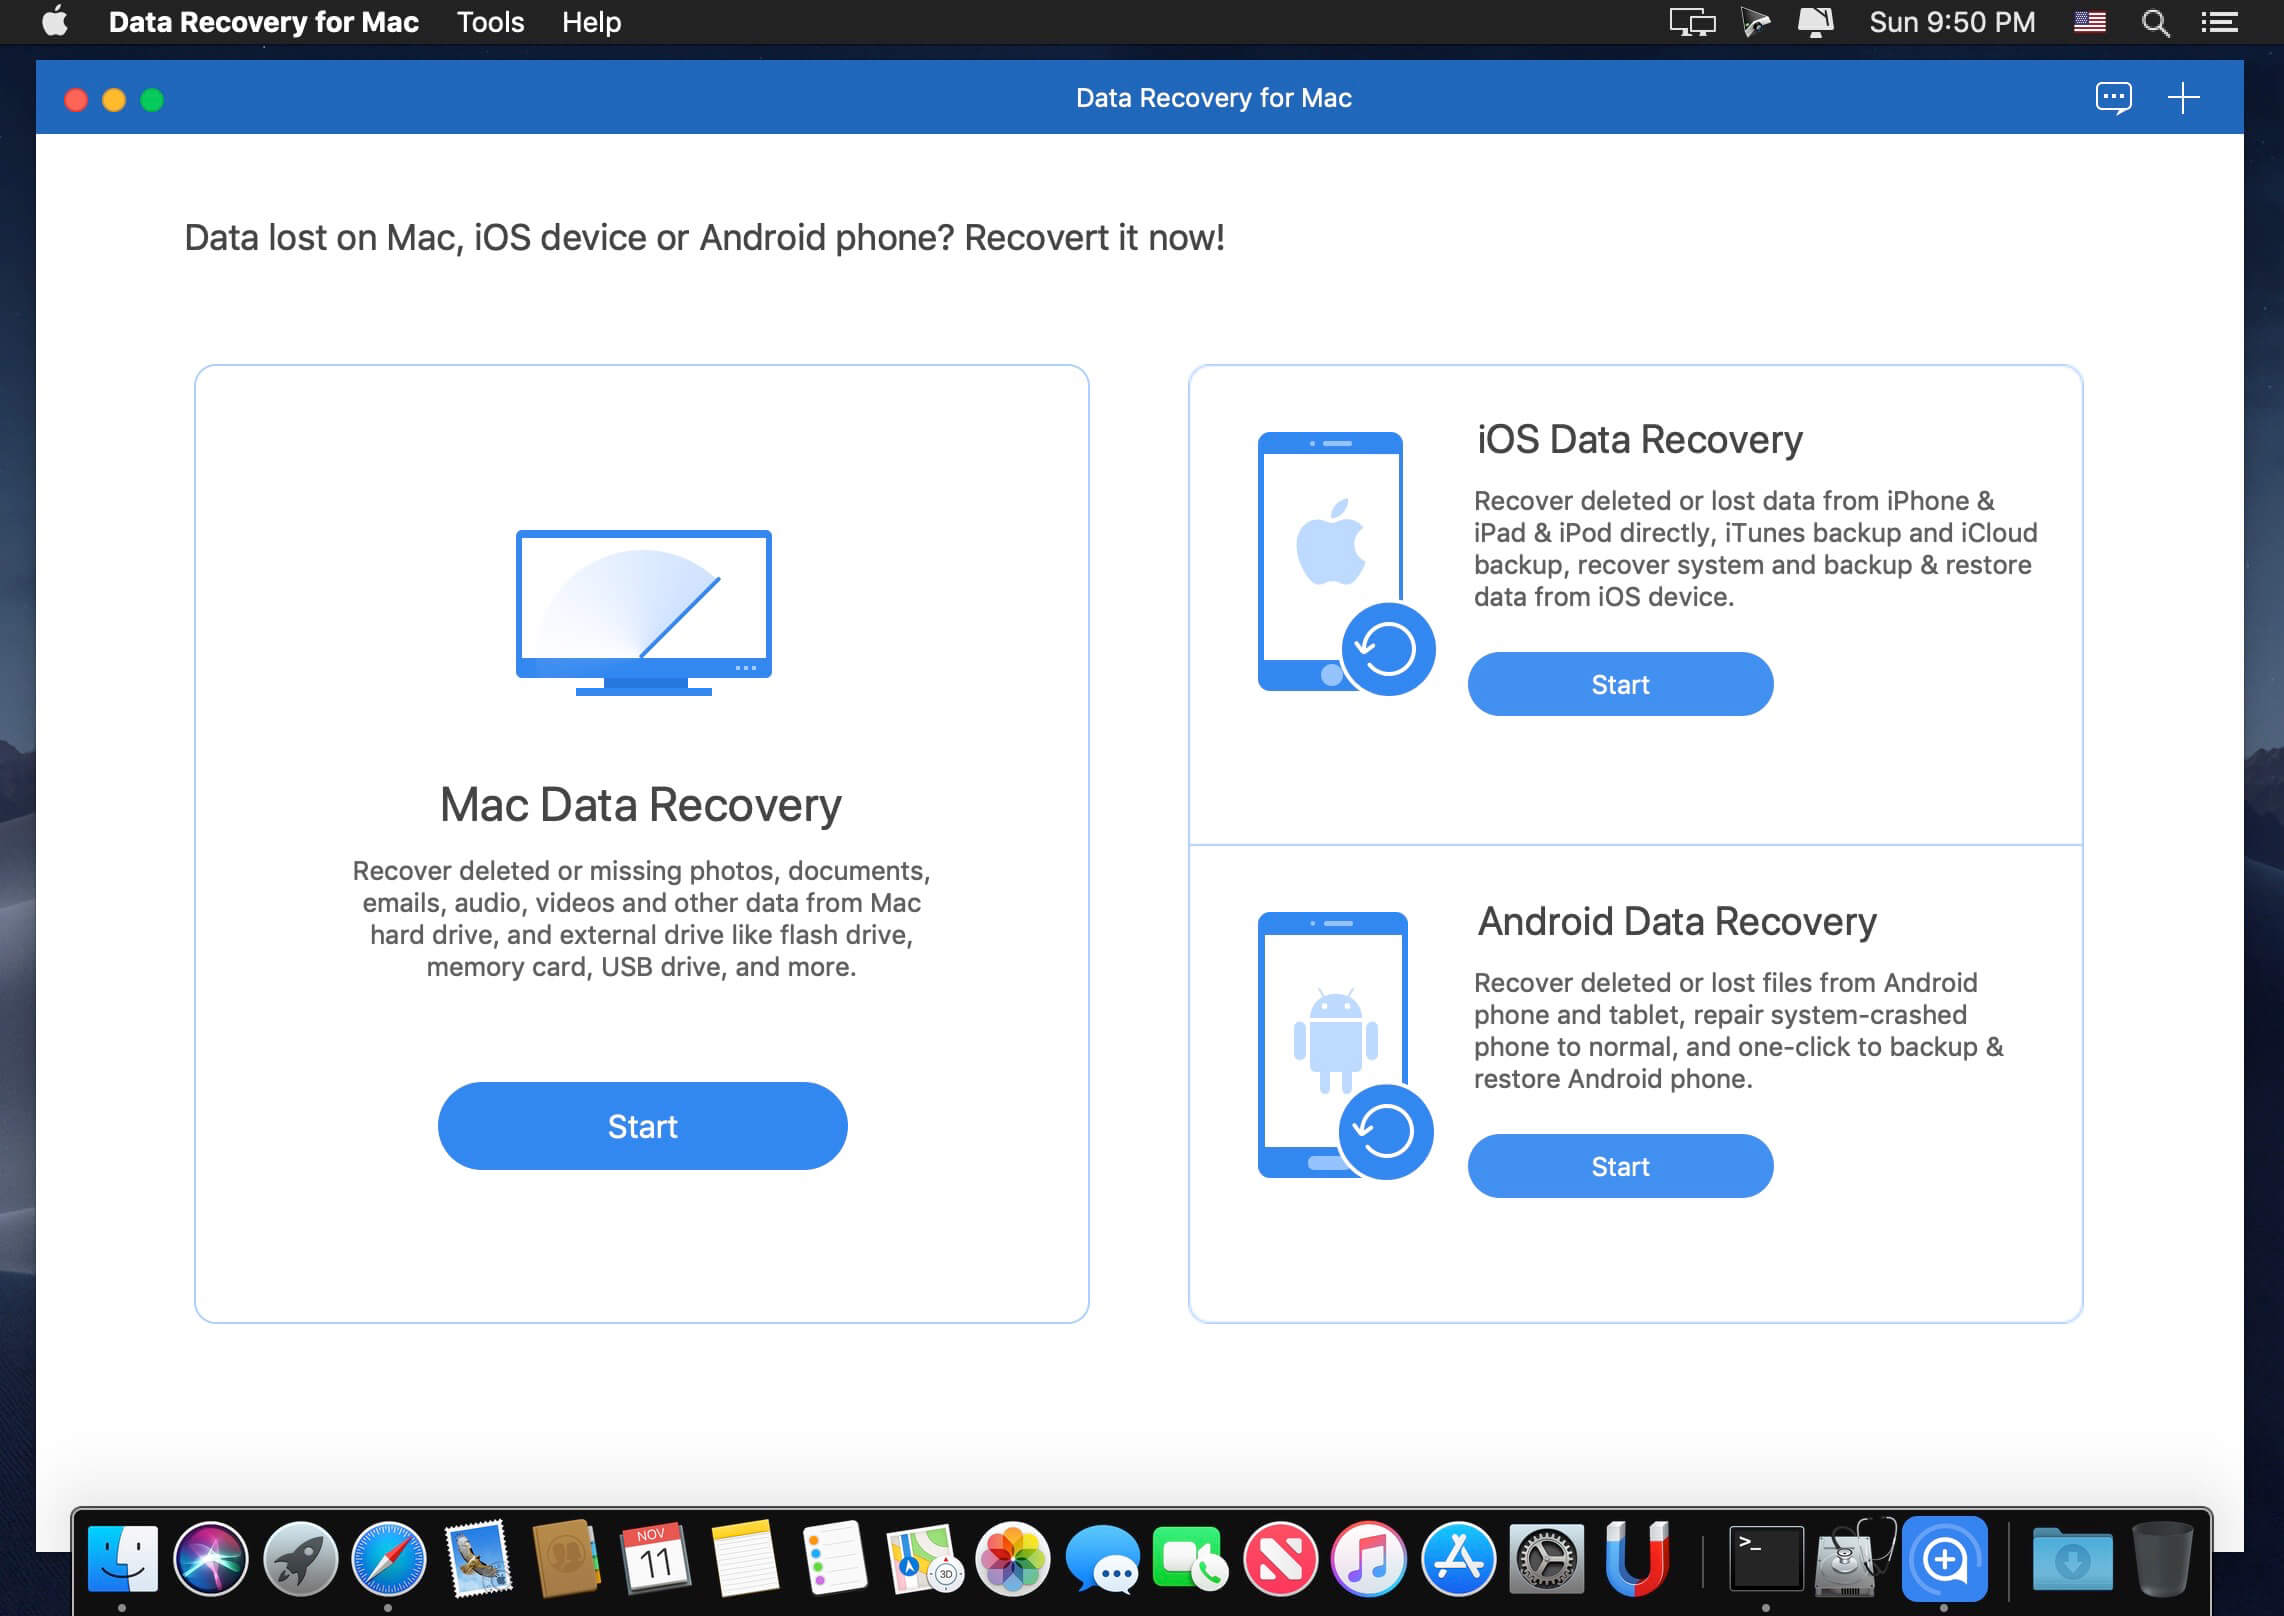 Data Recovery for Mac Tools Help Sun 9:50 PM
Data Recovery for Mac
Data lost on Mac, iOS device or Android phone? Recovert it now!
Mac Data Recovery
Recover deleted or missing photos, documents,
emails, audio, videos and other data from Mac
hard drive, and external drive like flash drive,
memory card, USB drive, and more.
Start
iOS Data Recovery
Recover deleted or lost data from iPhone &
iPad & iPod directly, iTunes backup and iCloud
backup, recover system and backup & restore
data from iOS device.
Start
Android Data Recovery
Recover deleted or lost files from Android
phone and tablet, repair system-crashed
phone to normal, and one-click to backup &
restore Android phone.
Start
NOV
11
3D
>_